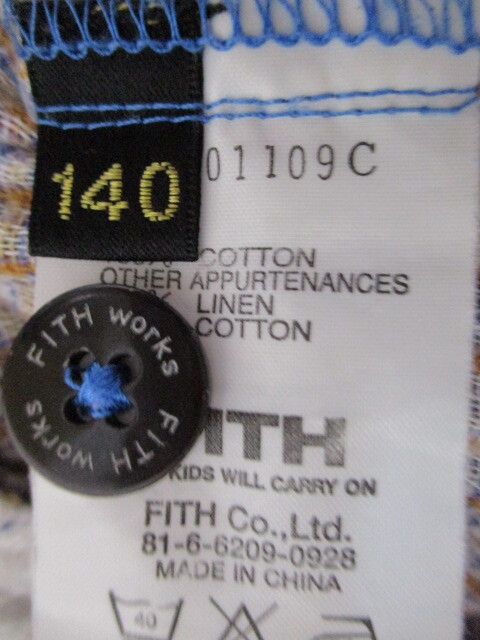 140
01109C
COTTON
OTHER APPURTENANCES
% LINEN
COTTON
FITH works
FITH works
FITH
KIDS WILL CARRY ON
FITH Co.,Ltd.
81-6-6209-0928
MADE IN CHINA
40